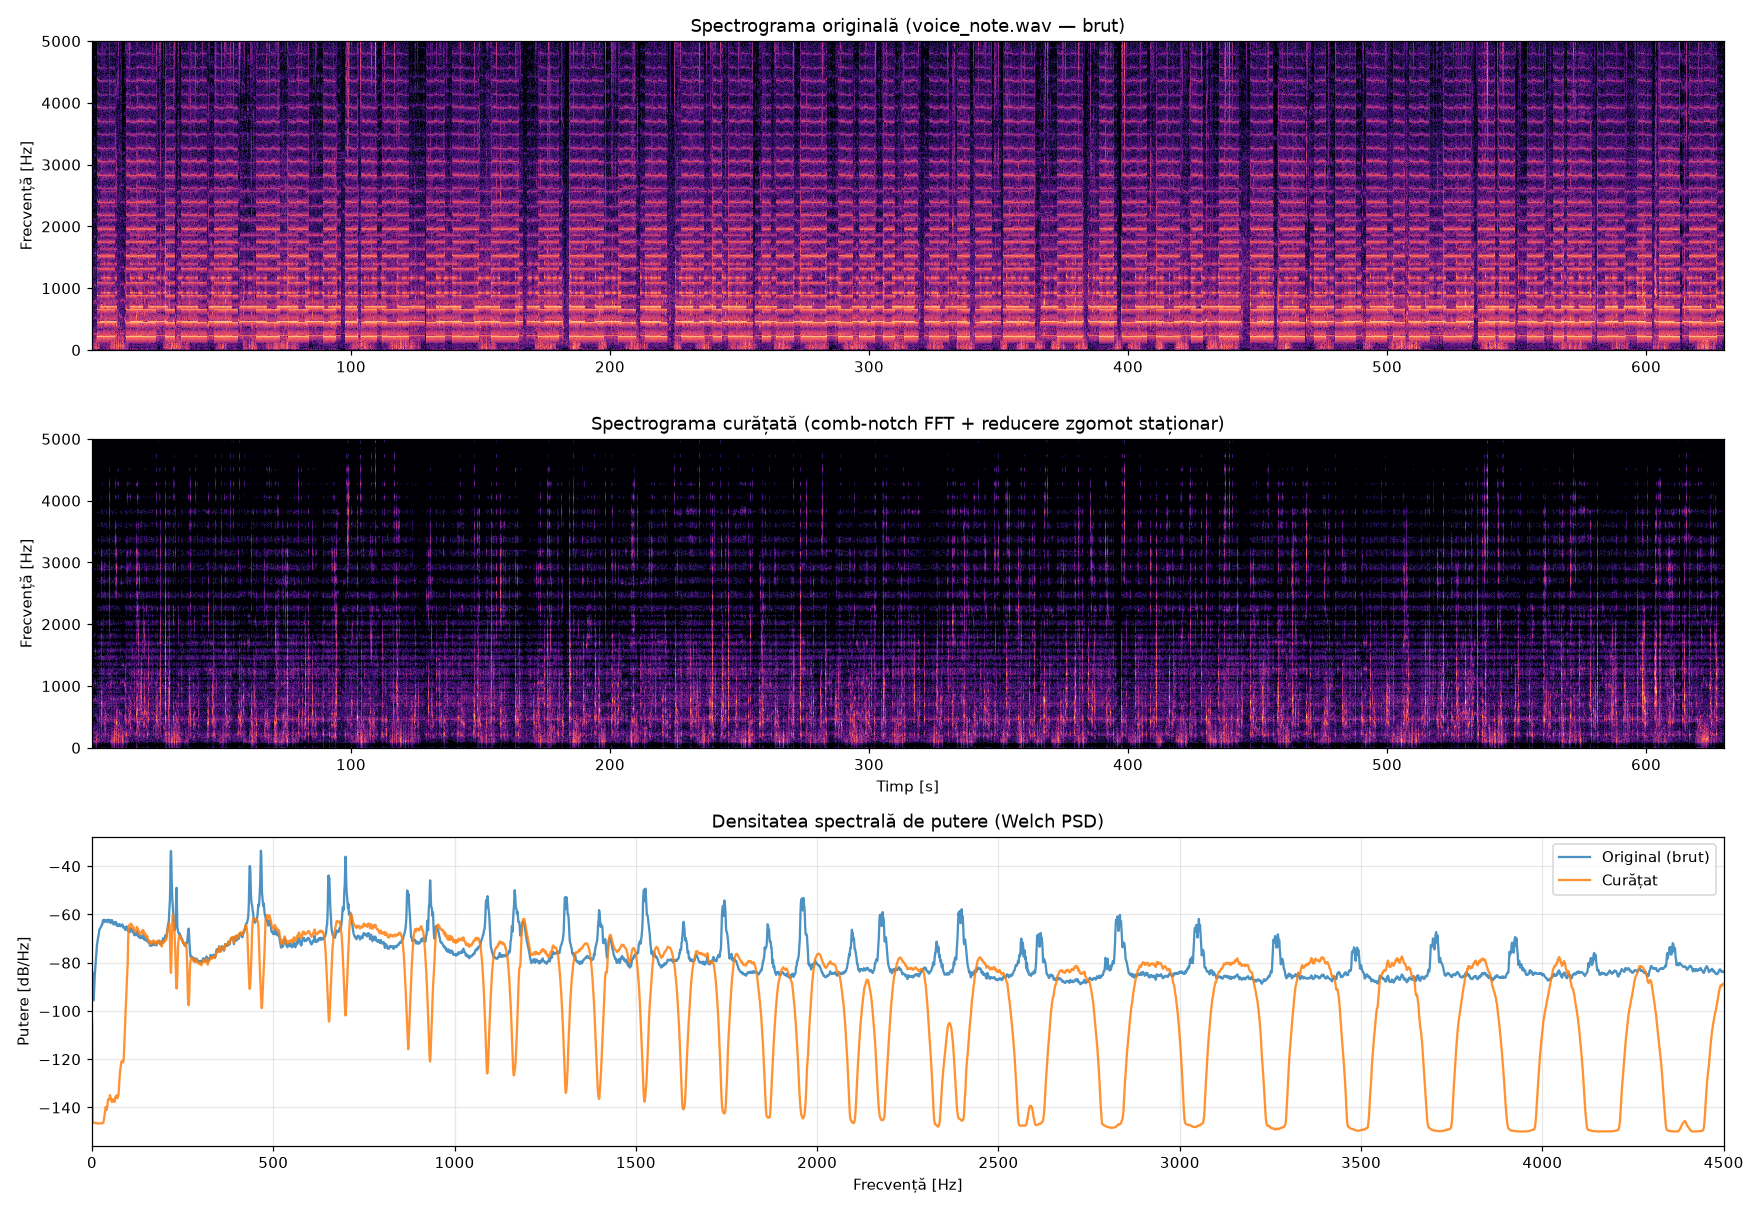 Spectrograma originală (voice_note.wav — brut)
5000
4000
3000
2000
1000
0
Frecvență [Hz]
100 200 300 400 500 600
Spectrograma curățată (comb-notch FFT + reducere zgomot staționar)
5000
4000
3000
2000
1000
0
Frecvență [Hz]
100 200 300 400 500 600
Timp [s]
Densitatea spectrală de putere (Welch PSD)
Original (brut)
Curățat
−40
−60
−80
−100
−120
−140
Putere [dB/Hz]
0 500 1000 1500 2000 2500 3000 3500 4000 4500
Frecvență [Hz]